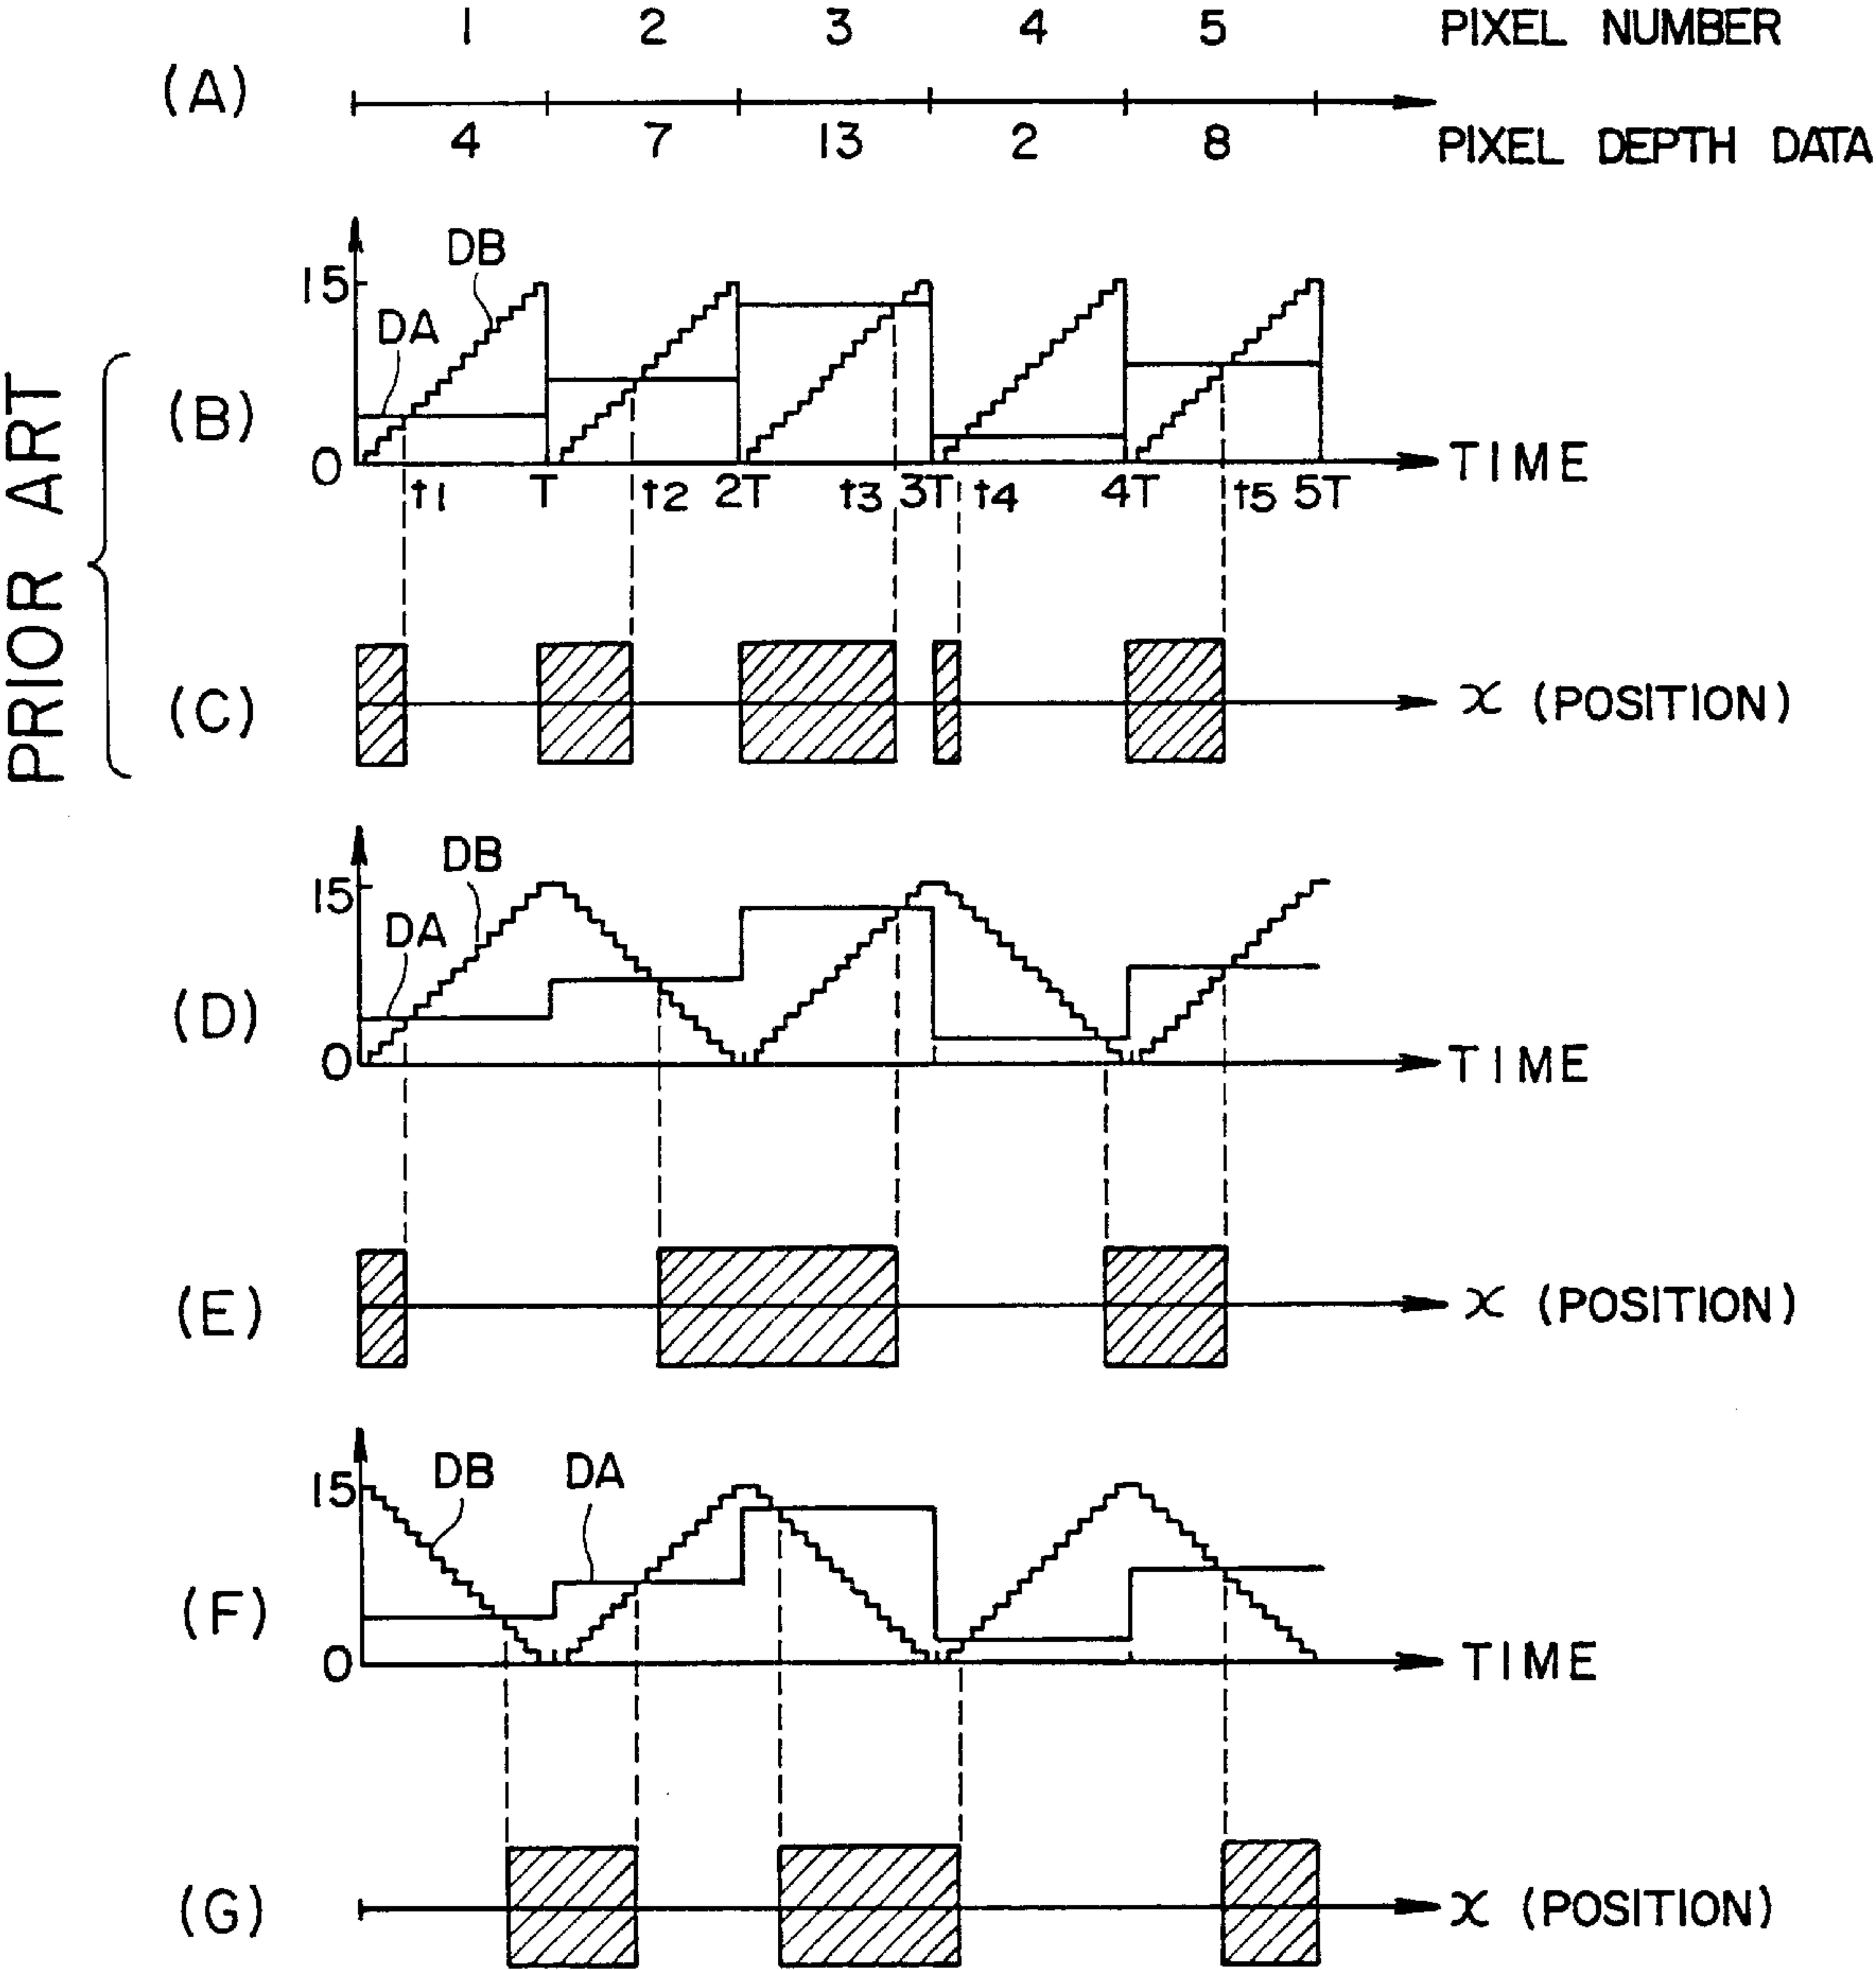 1 2 3 4 5 PIXEL NUMBER
(A)
4 7 13 2 8 PIXEL DEPTH DATA
PRIOR ART
(B)
15
DB
DA
0
TIME
t1 T t2 2T t3 3T t4 4T t5 5T
(C)
x (POSITION)
(D)
15
DB
DA
0
TIME
(E)
x (POSITION)
(F)
15
DB DA
0
TIME
(G)
x (POSITION)